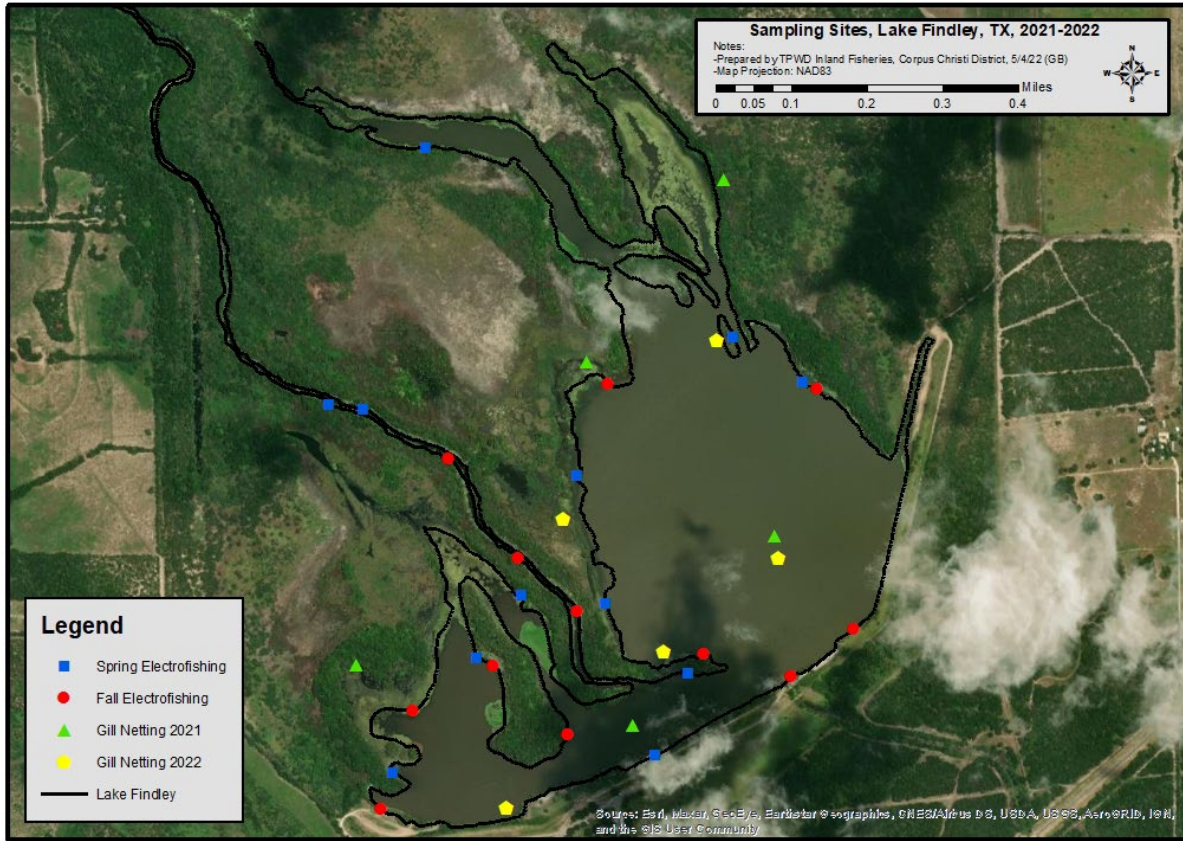 Sampling Sites, Lake Findley, TX, 2021-2022
Notes:
-Prepared by TPWD Inland Fisheries, Corpus Christi District, 5/4/22 (GB)
-Map Projection: NAD83
Miles
0 0.05 0.1 0.2 0.3 0.4
N
W E
S
Legend
Spring Electrofishing
Fall Electrofishing
Gill Netting 2021
Gill Netting 2022
Lake Findley
Source: Esri, Maxar, GeoEye, Earthstar Geographics, CNES/Airbus DS, USDA, USGS, AeroGRID, IGN,
and the GIS User Community